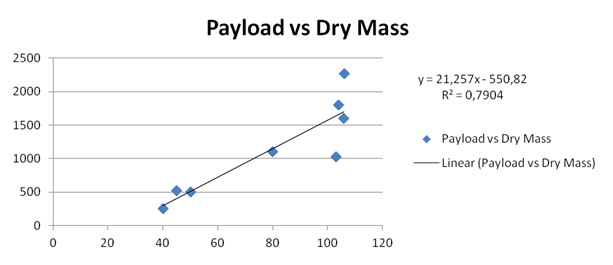 Payload vs Dry Mass
2500
2000
1500
1000
500
0
0 20 40 60 80 100 120
y = 21,257x - 550,82
R² = 0,7904
Payload vs Dry Mass
Linear (Payload vs Dry Mass)